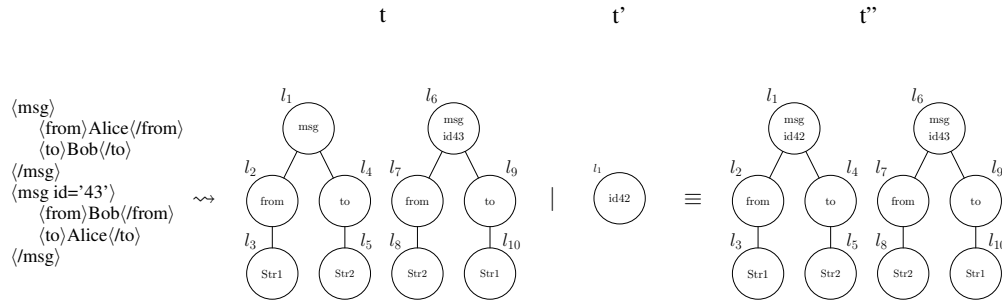 t t' t"
⟨msg⟩
⟨from⟩Alice⟨/from⟩
⟨to⟩Bob⟨/to⟩
⟨/msg⟩
⟨msg id='43'⟩
⟨from⟩Bob⟨/from⟩
⟨to⟩Alice⟨/to⟩
⟨/msg⟩
⇝
l1 l6
msg msg
id43
l2 l4 l7 l9
from to from to
l3 l5 l8 l10
Str1 Str2 Str2 Str1
|
l1
id42
≡
l1 l6
msg msg
id42 id43
l2 l4 l7 l9
from to from to
l3 l5 l8 l10
Str1 Str2 Str2 Str1